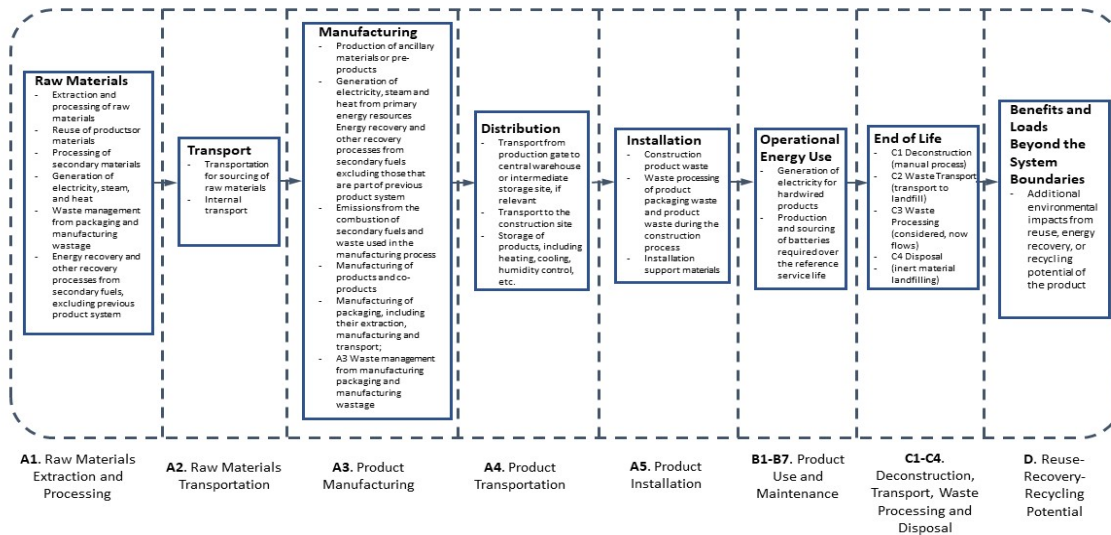 Raw Materials
- Extraction and
processing of raw
materials
- Reuse of productsor
materials
- Processing of
secondary materials
- Generation of
electricity, steam,
and heat
- Waste management
from packaging and
manufacturing
wastage
- Energy recovery and
other recovery
processes from
secondary fuels,
excluding previous
product system
Transport
- Transportation
for sourcing of
raw materials
- Internal
transport
Manufacturing
- Production of ancillary
materials or pre-
products
- Generation of
electricity, steam and
heat from primary
energy resources
Energy recovery and
other recovery
processes from
secondary fuels
excluding those that
are part of previous
product system
- Emissions from the
combustion of
secondary fuels and
waste used in the
manufacturing process
- Manufacturing of
products and co-
products
- Manufacturing of
packaging, including
their extraction,
manufacturing and
transport;
- A3 Waste management
from manufacturing
packaging and
manufacturing
wastage
Distribution
- Transport from
production gate to
central warehouse or
intermediate
storage site, if
relevant
- Transport to the
construction site
- Storage of
products, including
heating, cooling,
humidity control,
etc.
Installation
- Construction
product waste
- Waste processing of
product
packaging waste
and product
waste during the
construction
process
- Installation
support materials
Operational
Energy Use
- Generation of
electricity for
hardwired
products
- Production
and sourcing
of batteries
required over
the reference
service life
End of Life
- C1 Deconstruction
(manual process)
- C2 Waste Transport
(transport to
landfill)
- C3 Waste
Processing
(considered, now
flows)
- C4 Disposal
- (inert material
landfilling)
Benefits and
Loads
Beyond the
System
Boundaries
- Additional
environmental
impacts from
reuse, energy
recovery, or
recycling
potential of
the product
A1. Raw Materials
Extraction and
Processing
A2. Raw Materials
Transportation
A3. Product
Manufacturing
A4. Product
Transportation
A5. Product
Installation
B1-B7. Product
Use and
Maintenance
C1-C4.
Deconstruction,
Transport, Waste
Processing and
Disposal
D. Reuse-
Recovery-
Recycling
Potential